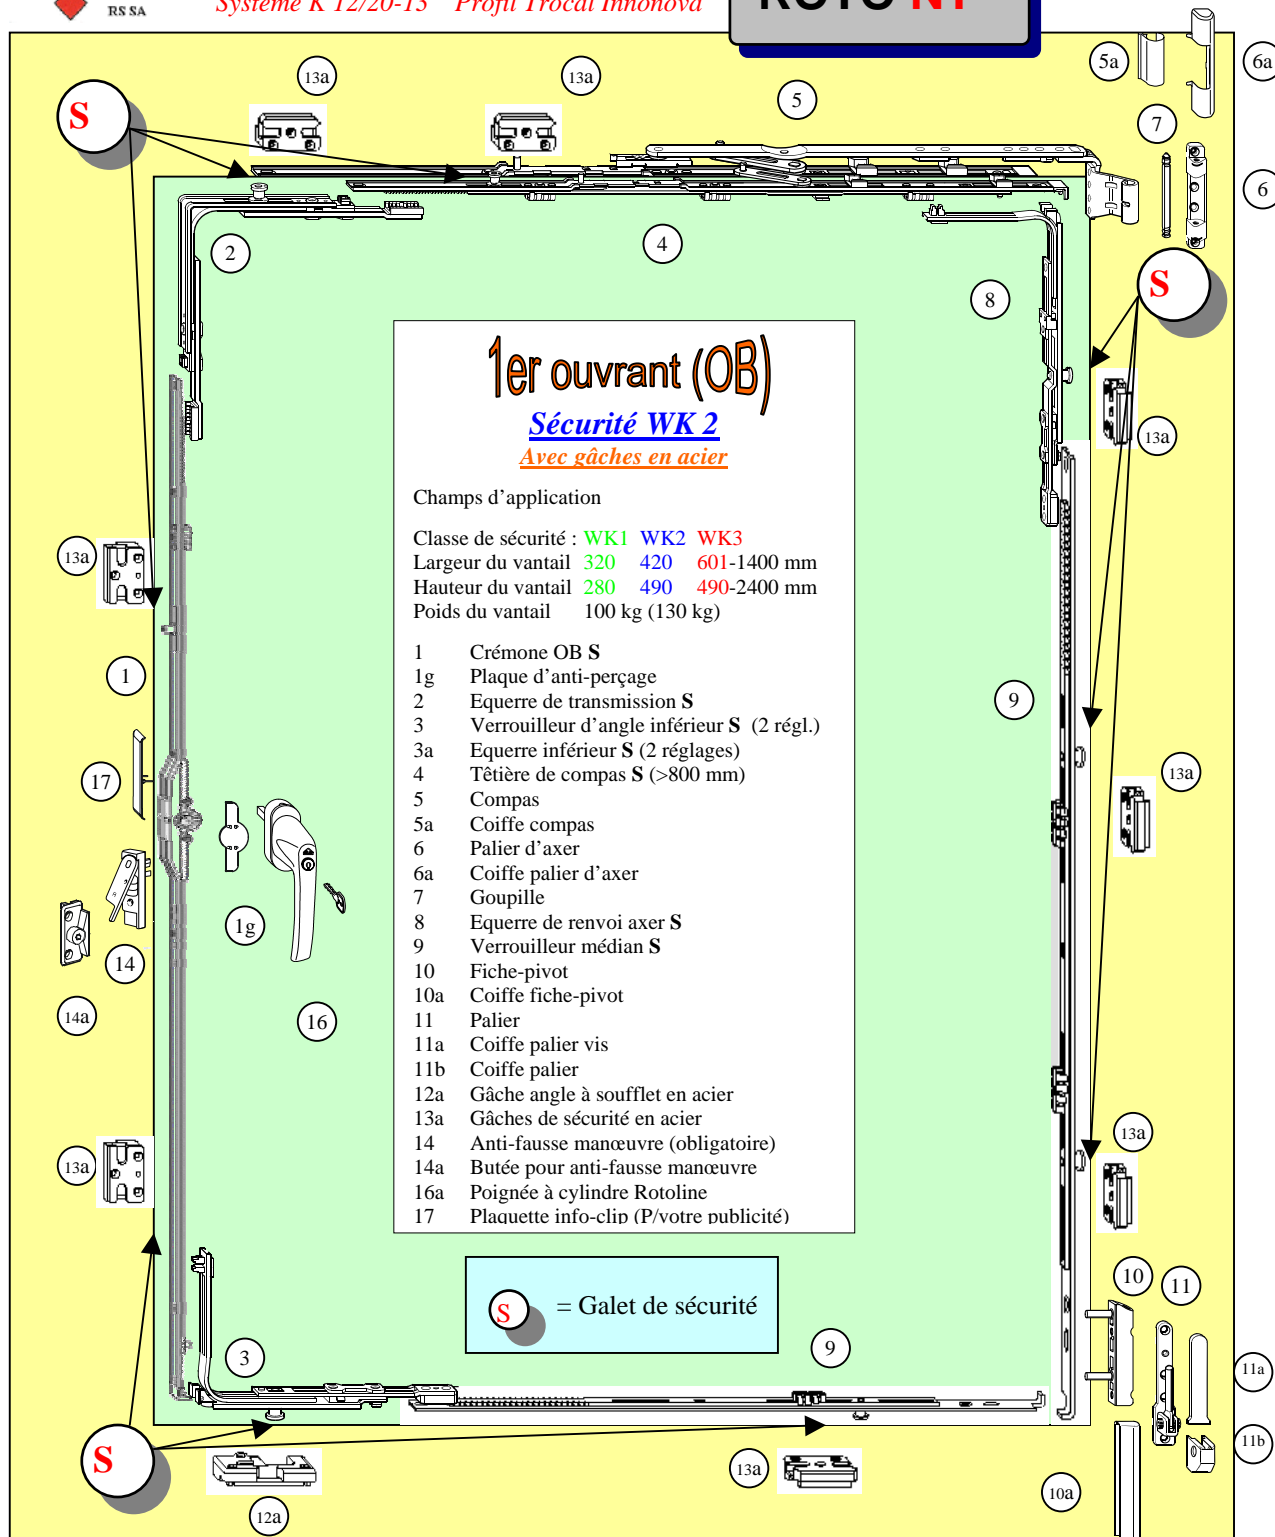 RS SA
Système K 12/20-13 Profil Trocal Innonova
ROTO NT
13a
13a
5
5a
6a
S
7
6
2
4
8
S
1er ouvrant (OB)
Sécurité WK 2
Avec gâches en acier
Champs d’application
Classe de sécurité : WK1 WK2 WK3
Largeur du vantail 320 420 601-1400 mm
Hauteur du vantail 280 490 490-2400 mm
Poids du vantail 100 kg (130 kg)
1 Crémone OB S
1g Plaque d’anti-perçage
2 Equerre de transmission S
3 Verrouilleur d’angle inférieur S (2 régl.)
3a Equerre inférieur S (2 réglages)
4 Têtière de compas S (>800 mm)
5 Compas
5a Coiffe compas
6 Palier d’axer
6a Coiffe palier d’axer
7 Goupille
8 Equerre de renvoi axer S
9 Verrouilleur médian S
10 Fiche-pivot
10a Coiffe fiche-pivot
11 Palier
11a Coiffe palier vis
11b Coiffe palier
12a Gâche angle à soufflet en acier
13a Gâches de sécurité en acier
14 Anti-fausse manœuvre (obligatoire)
14a Butée pour anti-fausse manœuvre
16a Poignée à cylindre Rotoline
17 Plaquette info-clip (P/votre publicité)
13a
13a
1
9
17
13a
1g
14
14a
16
13a
13a
10
11
S = Galet de sécurité
3
9
11a
11b
S
13a
10a
12a